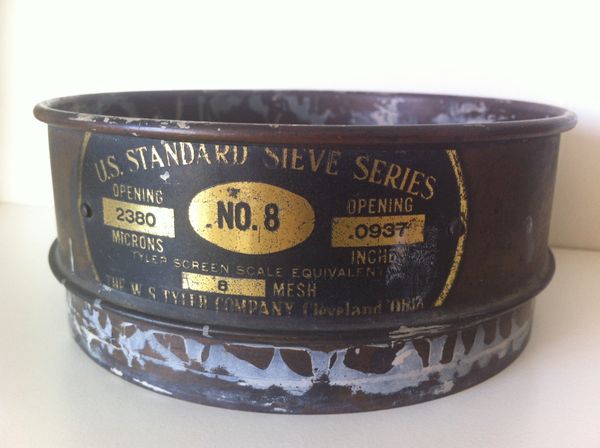 U.S. STANDARD SIEVE SERIES
OPENING
2380
MICRONS
NO. 8
OPENING
.0937
INCHES
TYLER SCREEN SCALE EQUIVALENT
8 MESH
THE W. S. TYLER COMPANY Cleveland Ohio